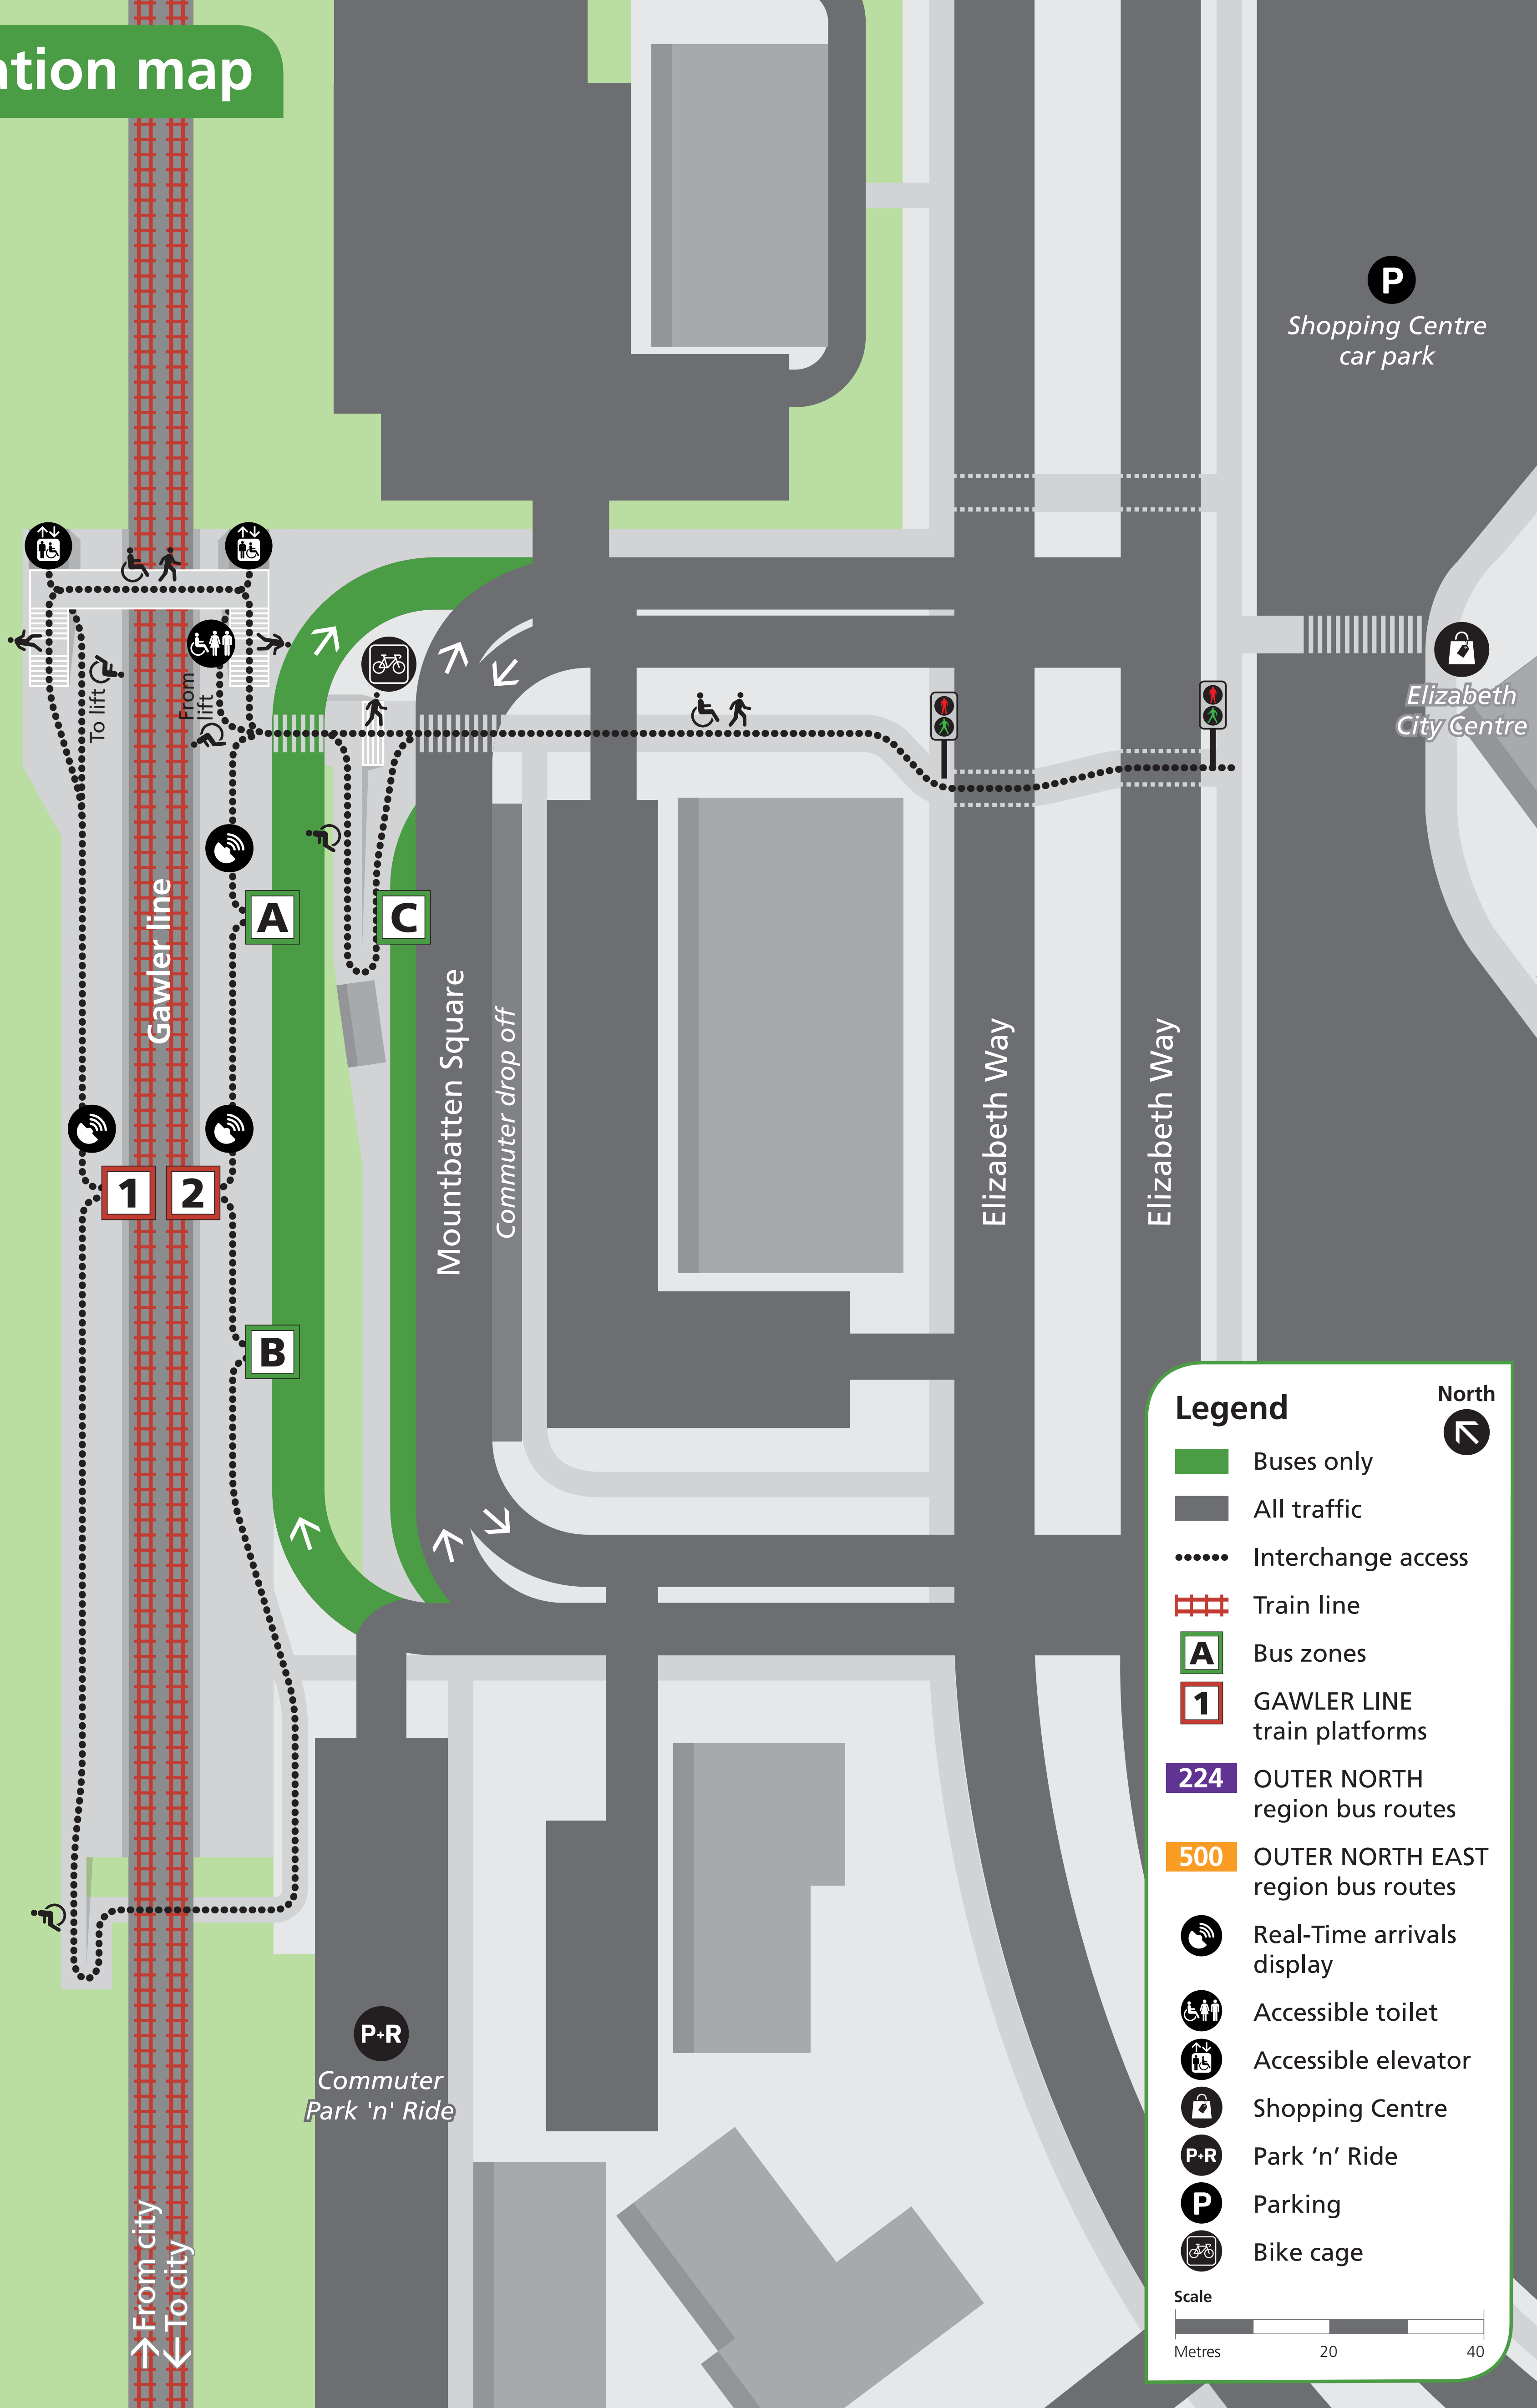 ation map
P
Shopping Centre
car park
Elizabeth
City Centre
To lift
From
lift
Gawler line
A
C
Mountbatten Square
Commuter drop off
Elizabeth Way
Elizabeth Way
1
2
B
P+R
Commuter
Park 'n' Ride
From city
To city
Legend
North
Buses only
All traffic
Interchange access
Train line
A
Bus zones
1
GAWLER LINE
train platforms
224
OUTER NORTH
region bus routes
500
OUTER NORTH EAST
region bus routes
Real-Time arrivals
display
Accessible toilet
Accessible elevator
Shopping Centre
P+R
Park ‘n’ Ride
P
Parking
Bike cage
Scale
Metres 20 40